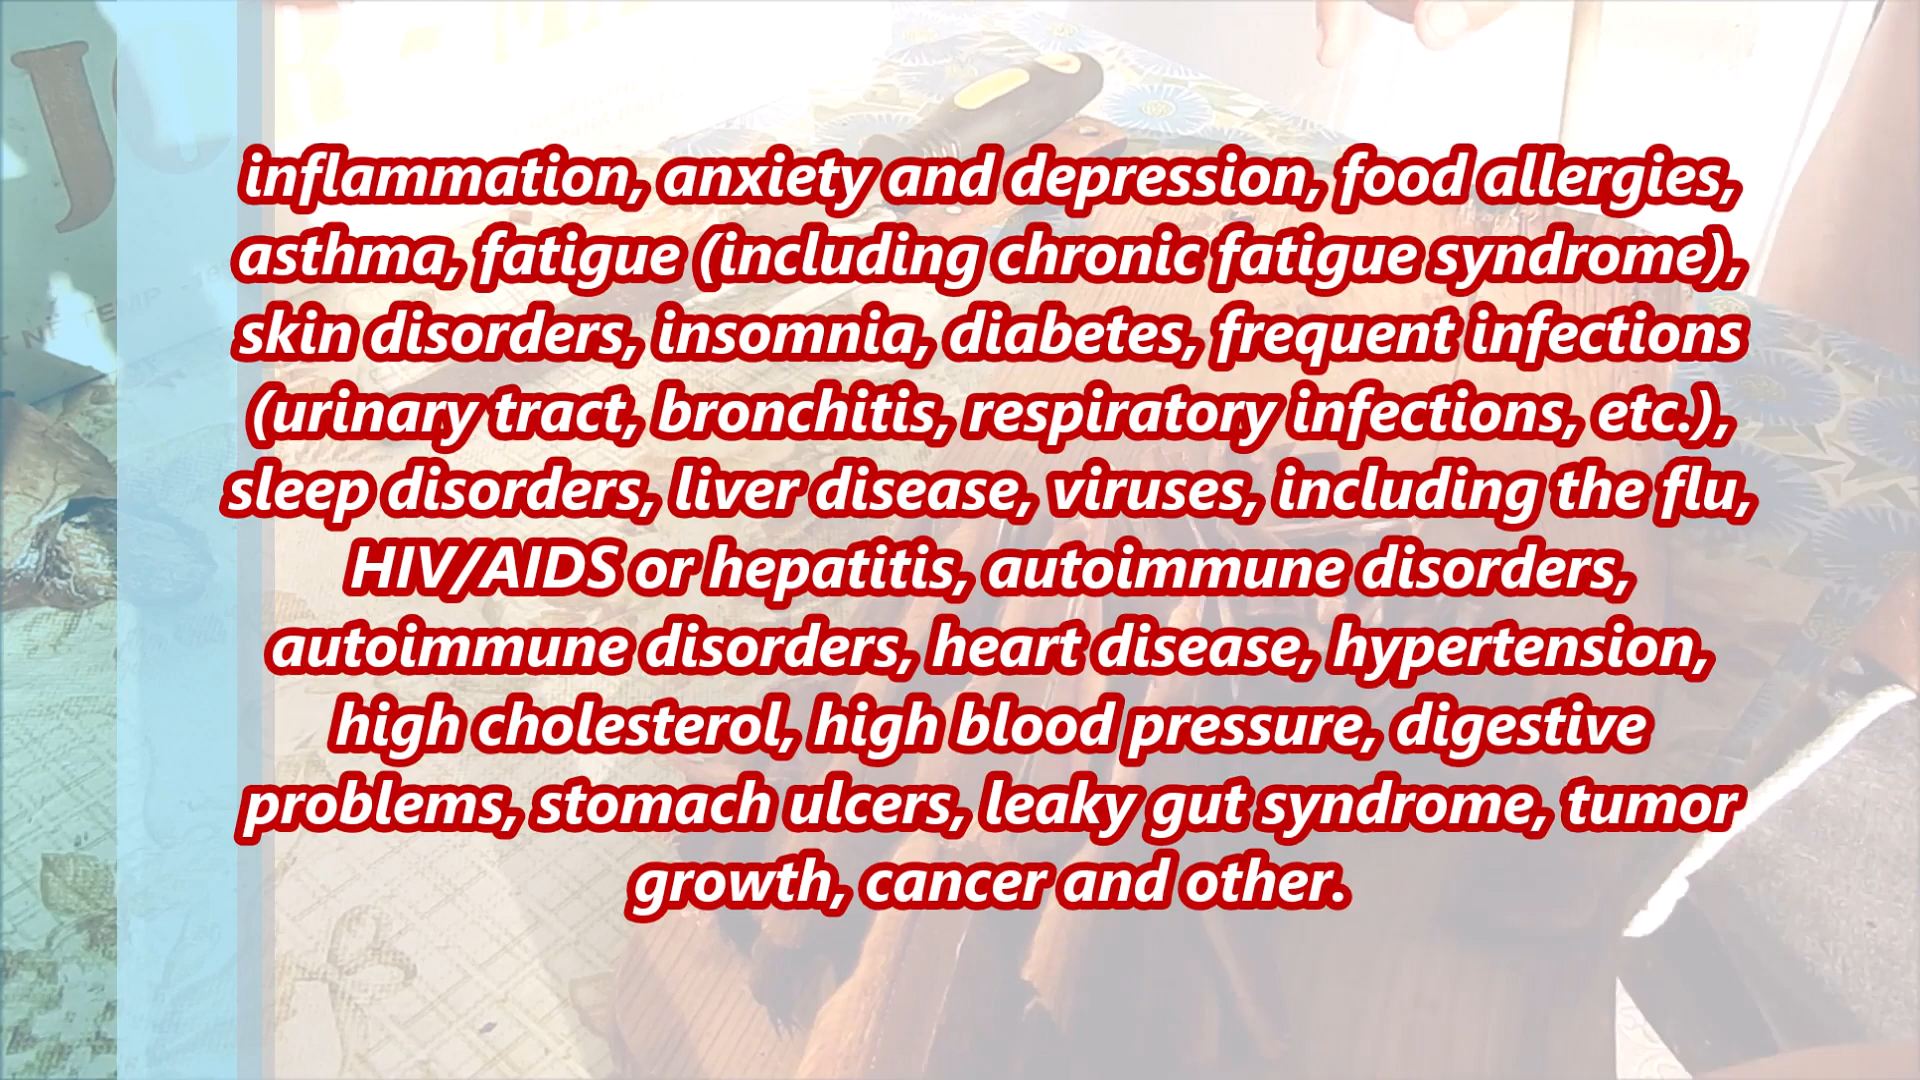 inflammation, anxiety and depression, food allergies,
asthma, fatigue (including chronic fatigue syndrome),
skin disorders, insomnia, diabetes, frequent infections
(urinary tract, bronchitis, respiratory infections, etc.),
sleep disorders, liver disease, viruses, including the flu,
HIV/AIDS or hepatitis, autoimmune disorders,
autoimmune disorders, heart disease, hypertension,
high cholesterol, high blood pressure, digestive
problems, stomach ulcers, leaky gut syndrome, tumor
growth, cancer and other.